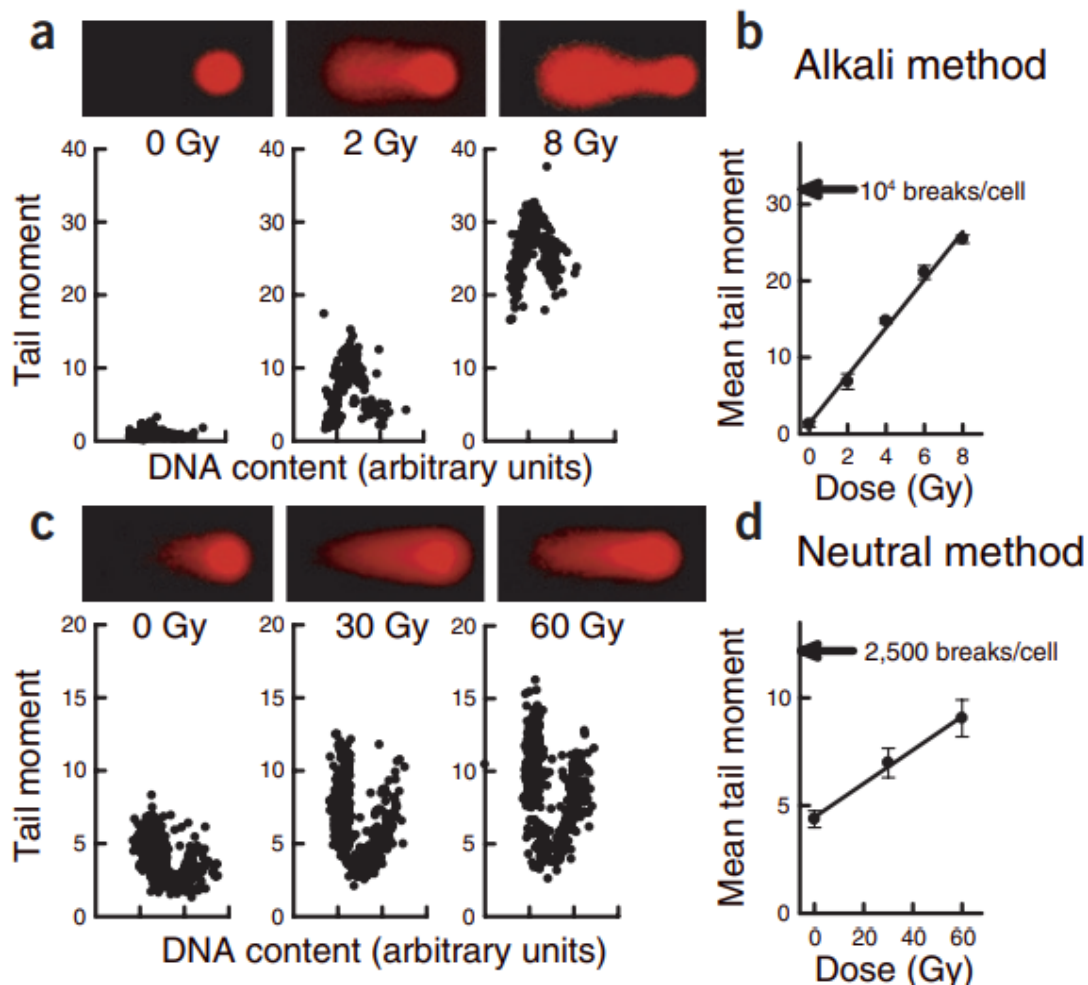 a
0 Gy 2 Gy 8 Gy
Tail moment
40 30 20 10 0
40 30 20 10 0
40 30 20 10 0
DNA content (arbitrary units)
b
Alkali method
10⁴ breaks/cell
Mean tail moment
30 20 10 0
0 2 4 6 8
Dose (Gy)
c
0 Gy 30 Gy 60 Gy
Tail moment
20 15 10 5 0
20 15 10 5 0
20 15 10 5 0
DNA content (arbitrary units)
d
Neutral method
2,500 breaks/cell
Mean tail moment
10 5 0
0 20 40 60
Dose (Gy)